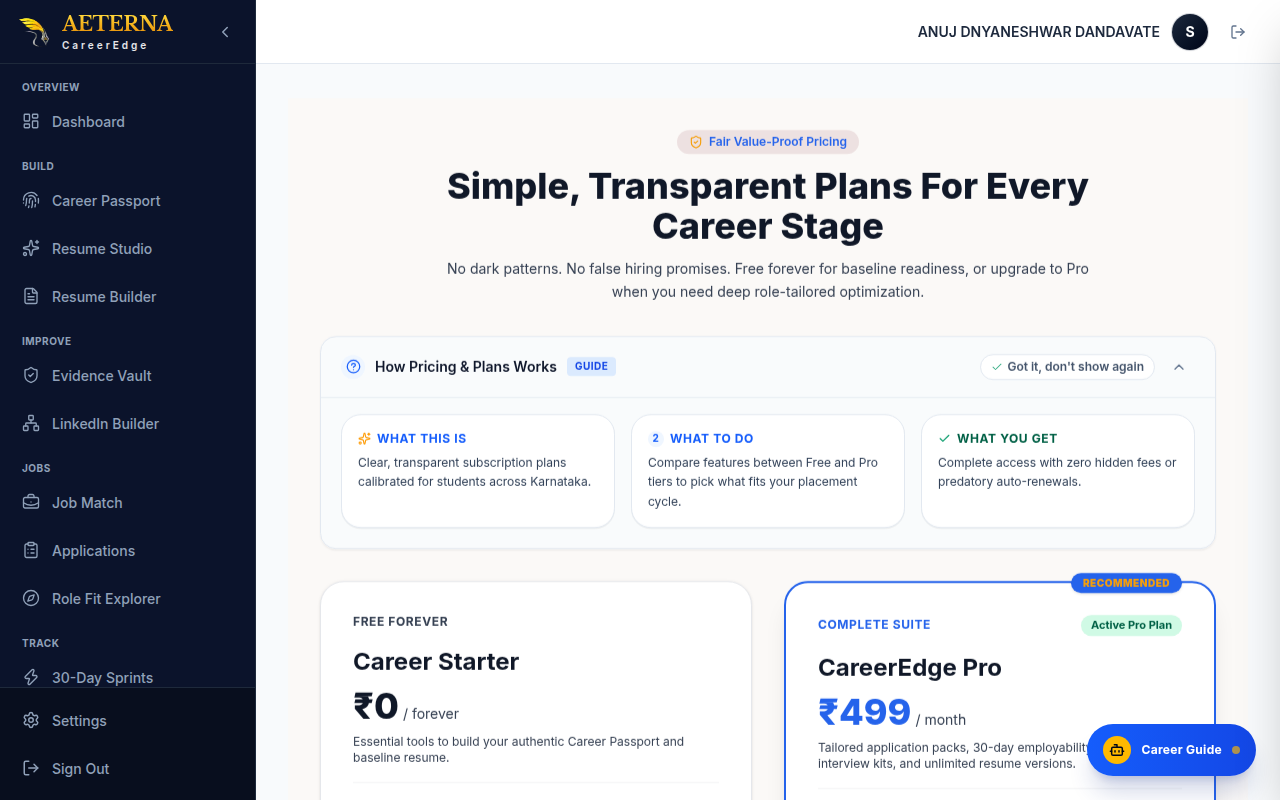 AETERNA
CareerEdge
OVERVIEW
Dashboard
BUILD
Career Passport
Resume Studio
Resume Builder
IMPROVE
Evidence Vault
LinkedIn Builder
JOBS
Job Match
Applications
Role Fit Explorer
TRACK
30-Day Sprints
Settings
Sign Out
ANUJ DNYANESHWAR DANDAVATE
S
Fair Value-Proof Pricing
Simple, Transparent Plans For Every
Career Stage
No dark patterns. No false hiring promises. Free forever for baseline readiness, or upgrade to Pro
when you need deep role-tailored optimization.
How Pricing & Plans Works GUIDE
Got it, don't show again
WHAT THIS IS
Clear, transparent subscription plans
calibrated for students across Karnataka.
2 WHAT TO DO
Compare features between Free and Pro
tiers to pick what fits your placement
cycle.
WHAT YOU GET
Complete access with zero hidden fees or
predatory auto-renewals.
FREE FOREVER
Career Starter
₹0 / forever
Essential tools to build your authentic Career Passport and
baseline resume.
RECOMMENDED
COMPLETE SUITE
Active Pro Plan
CareerEdge Pro
₹499 / month
Tailored application packs, 30-day employability
interview kits, and unlimited resume versions.
Career Guide